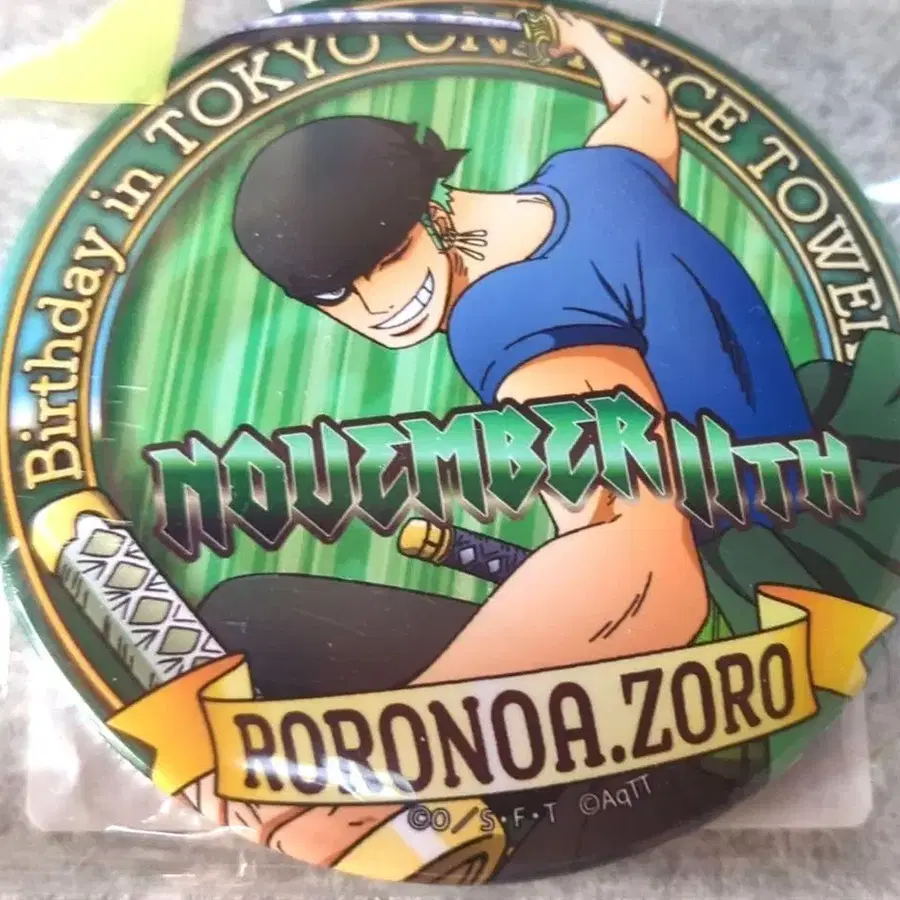 Birthday in TOKYO ONE PIECE TOWER
NOVEMBER 11TH
RORONOA.ZORO
©O/S・F・T ©AqTT